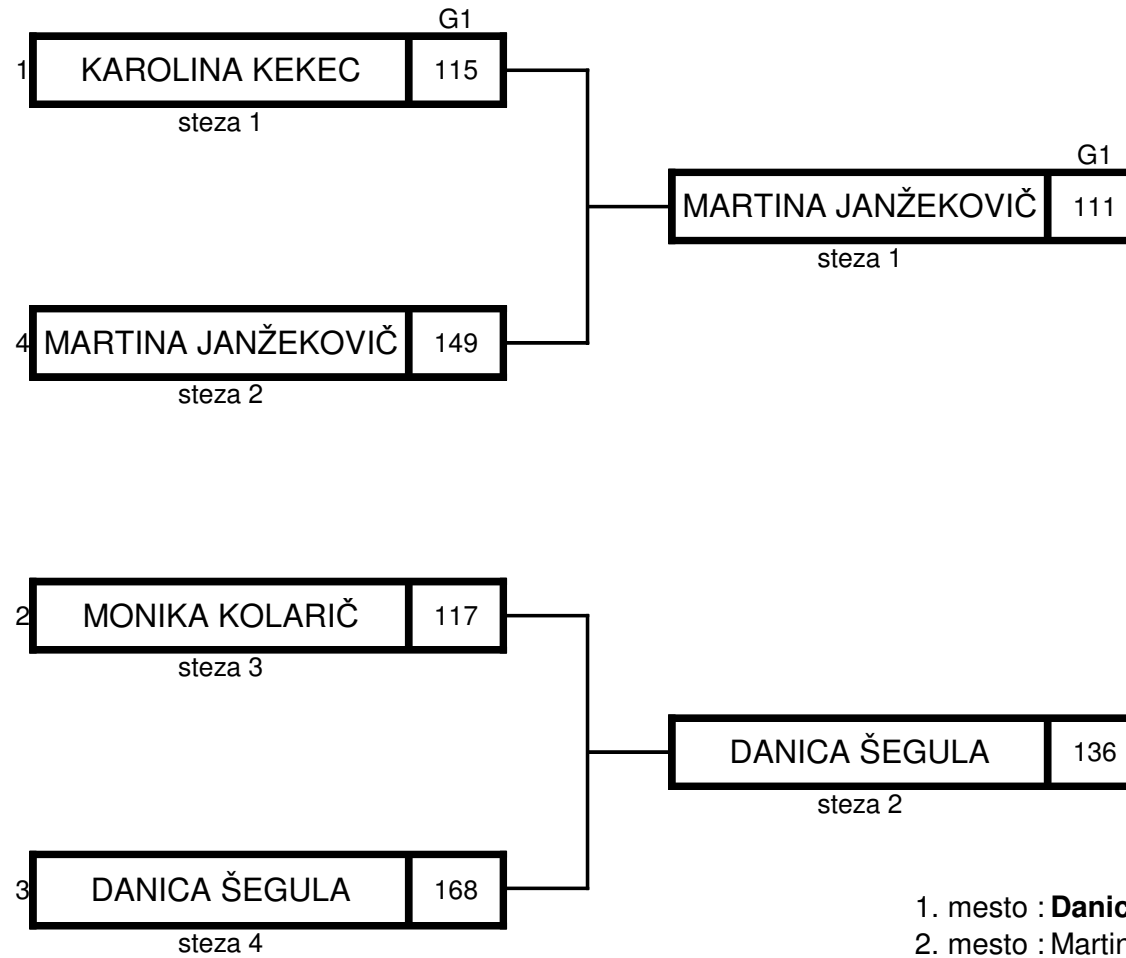 G1
1 KAROLINA KEKEC 115
steza 1
G1
MARTINA JANŽEKOVIČ 111
steza 1
4 MARTINA JANŽEKOVIČ 149
steza 2
2 MONIKA KOLARIČ 117
steza 3
DANICA ŠEGULA 136
steza 2
3 DANICA ŠEGULA 168
steza 4
1. mesto :
2. mesto :